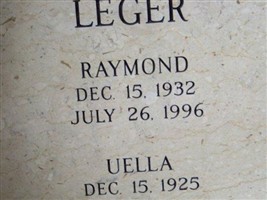 LEGER
RAYMOND
DEC. 15, 1932
JULY 26, 1996
UELLA
DEC. 15, 1925